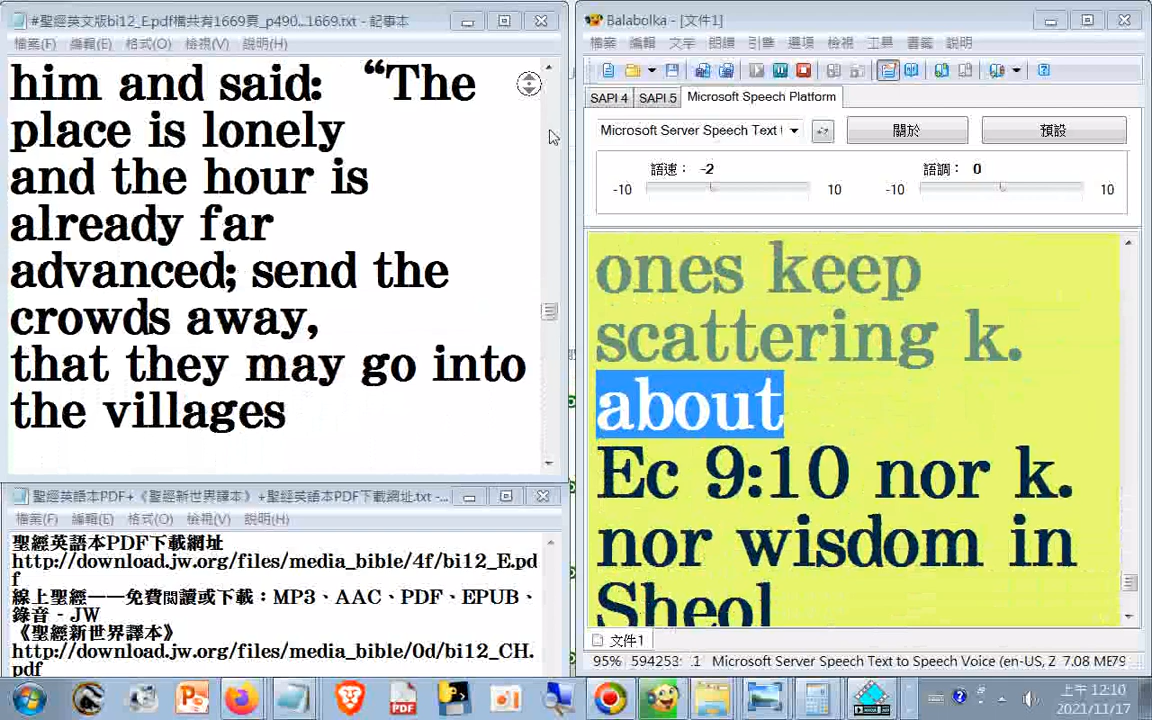 #聖經英文版bi12_E.pdf檔共有1669頁_p490...1669.txt - 記事本
檔案(F) 編輯(E) 格式(O) 檢視(V) 說明(H)
him and said: “The
place is lonely
and the hour is
already far
advanced; send the
crowds away,
that they may go into
the villages
聖經英語本PDF+《聖經新世界譯本》+聖經英語本PDF下載網址.txt -...
檔案(F) 編輯(E) 格式(O) 檢視(V) 說明(H)
聖經英語本PDF下載網址
http://download.jw.org/files/media_bible/4f/bi12_E.pd
f
線上聖經——免費閱讀或下載：MP3、AAC、PDF、EPUB、
錄音 - JW
《聖經新世界譯本》
http://download.jw.org/files/media_bible/0d/bi12_CH.
pdf
Balabolka - [文件1]
檔案 編輯 文字 朗讀 引擎 選項 檢視 工具 書籤 說明
SAPI 4 SAPI 5 Microsoft Speech Platform
Microsoft Server Speech Text 關於 預設
語速： -2 語調： 0
-10 10 -10 10
ones keep
scattering k.
about
Ec 9:10 nor k.
nor wisdom in
Sheol
文件1
95% 594253: .1 Microsoft Server Speech Text to Speech Voice (en-US, Z 7.08 ME79
PDF
上午 12:10
2021/11/17